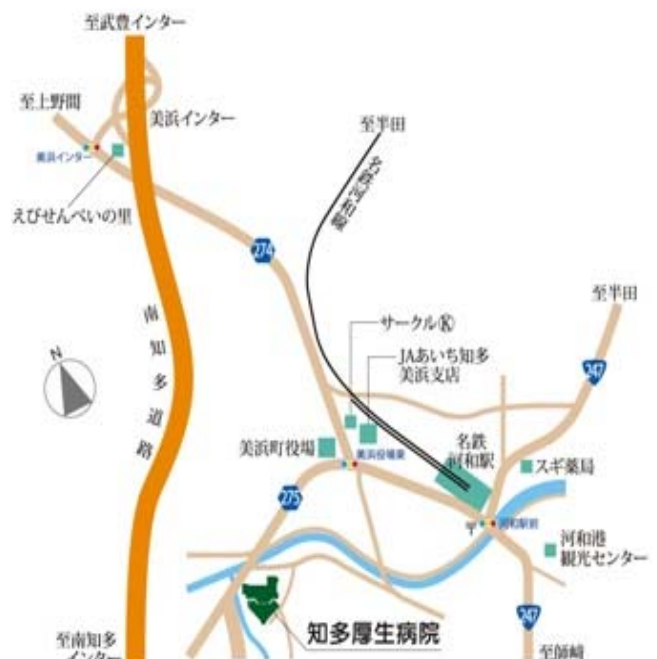 至武豊インター
至上野間
美浜インター
美浜インター
えびせんべいの里
至半田
名鉄河和線
274
至半田
247
サークルⓀ
JAあいち知多
美浜支店
N
南知多道路
美浜町役場
美浜役場東
名鉄
河和駅
スギ薬局
275
〒
河和駅前
河和港
観光センター
知多厚生病院
247
至南知多
インター
至師崎